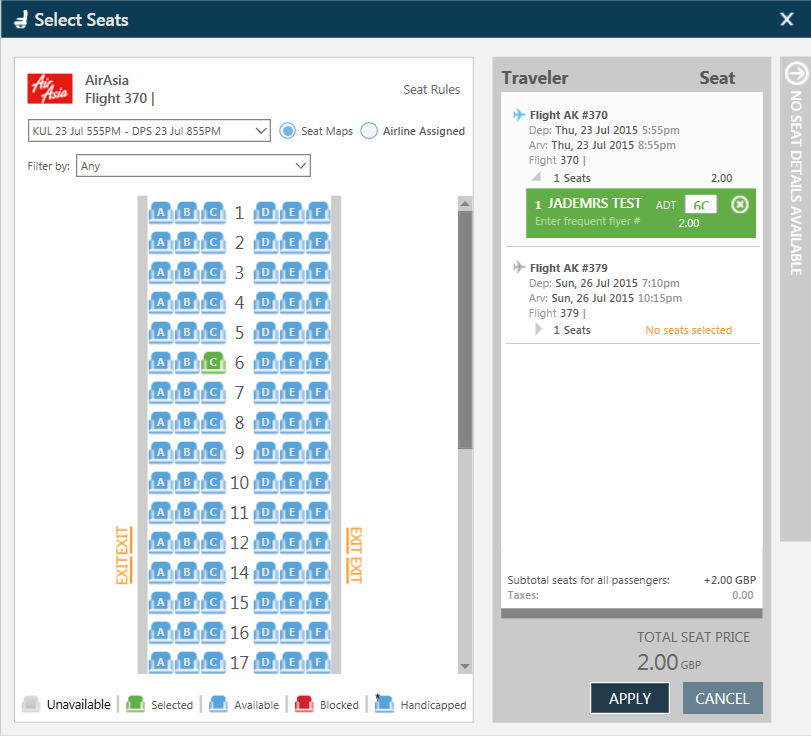 Select Seats
X
Air Asia
AirAsia
Flight 370 |
Seat Rules
KUL 23 Jul 555PM - DPS 23 Jul 855PM
Seat Maps
Airline Assigned
Filter by:
Any
A B C 1 D E F
A B C 2 D E F
A B C 3 D E F
A B C 4 D E F
A B C 5 D E F
A B C 6 D E F
A B C 7 D E F
A B C 8 D E F
A B C 9 D E F
A B C 10 D E F
A B C 11 D E F
EXIT A B C 12 D E F EXIT
EXIT A B C 14 D E F EXIT
A B C 15 D E F
A B C 16 D E F
A B C 17 D E F
Unavailable | Selected | Available | Blocked | Handicapped
Traveler Seat
Flight AK #370
Dep: Thu, 23 Jul 2015 5:55pm
Arv: Thu, 23 Jul 2015 8:55pm
Flight 370 |
1 Seats 2.00
1 JADEMRS TEST ADT 6C
Enter frequent flyer # 2.00
Flight AK #379
Dep: Sun, 26 Jul 2015 7:10pm
Arv: Sun, 26 Jul 2015 10:15pm
Flight 379 |
1 Seats No seats selected
Subtotal seats for all passengers: +2.00 GBP
Taxes: 0.00
TOTAL SEAT PRICE
2.00 GBP
APPLY
CANCEL
NO SEAT DETAILS AVAILABLE